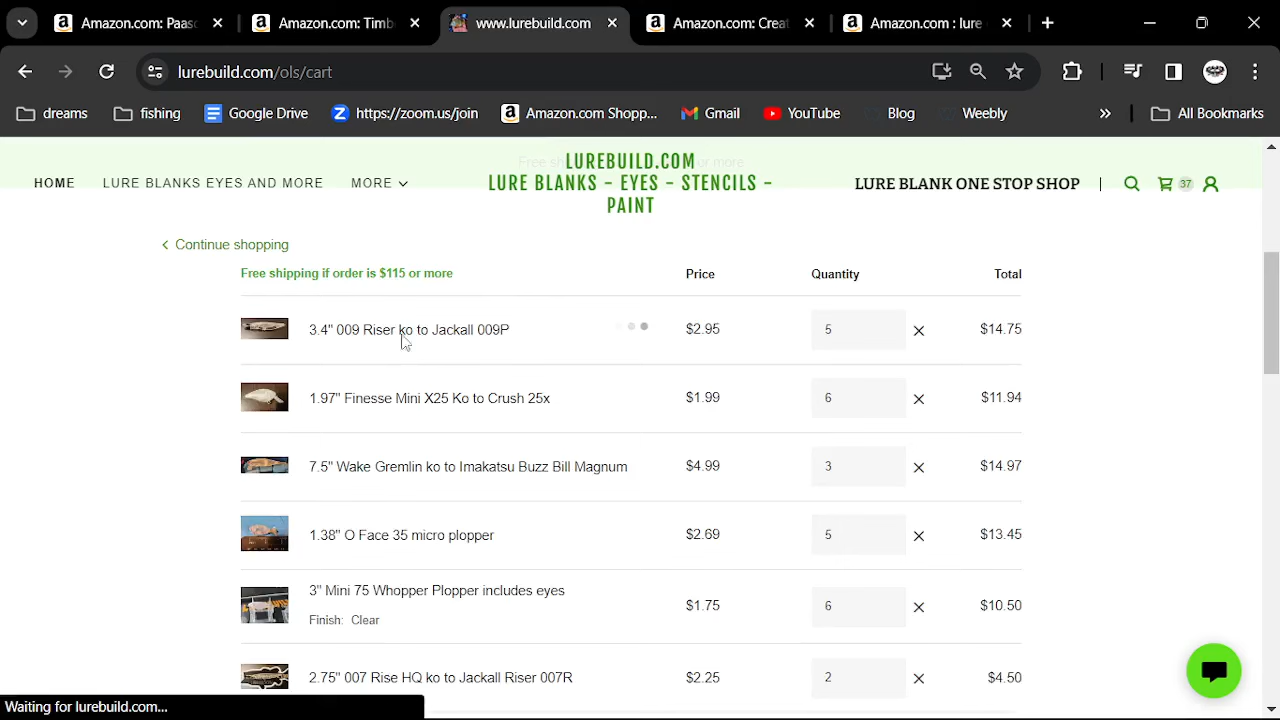 Amazon.com: Paasc
Amazon.com: Timb
www.lurebuild.com
Amazon.com: Creat
Amazon.com : lure
lurebuild.com/ols/cart
dreams
fishing
Google Drive
https://zoom.us/join
Amazon.com Shopp...
Gmail
YouTube
Blog
Weebly
All Bookmarks
HOME
LURE BLANKS EYES AND MORE
MORE
LUREBUILD.COM
LURE BLANKS - EYES - STENCILS -
PAINT
LURE BLANK ONE STOP SHOP
37
Continue shopping
Free shipping if order is $115 or more
Price
Quantity
Total
3.4" 009 Riser ko to Jackall 009P
$2.95
5
$14.75
1.97" Finesse Mini X25 Ko to Crush 25x
$1.99
6
$11.94
7.5" Wake Gremlin ko to Imakatsu Buzz Bill Magnum
$4.99
3
$14.97
1.38" O Face 35 micro plopper
$2.69
5
$13.45
3" Mini 75 Whopper Plopper includes eyes
Finish: Clear
$1.75
6
$10.50
2.75" 007 Rise HQ ko to Jackall Riser 007R
$2.25
2
$4.50
Waiting for lurebuild.com...